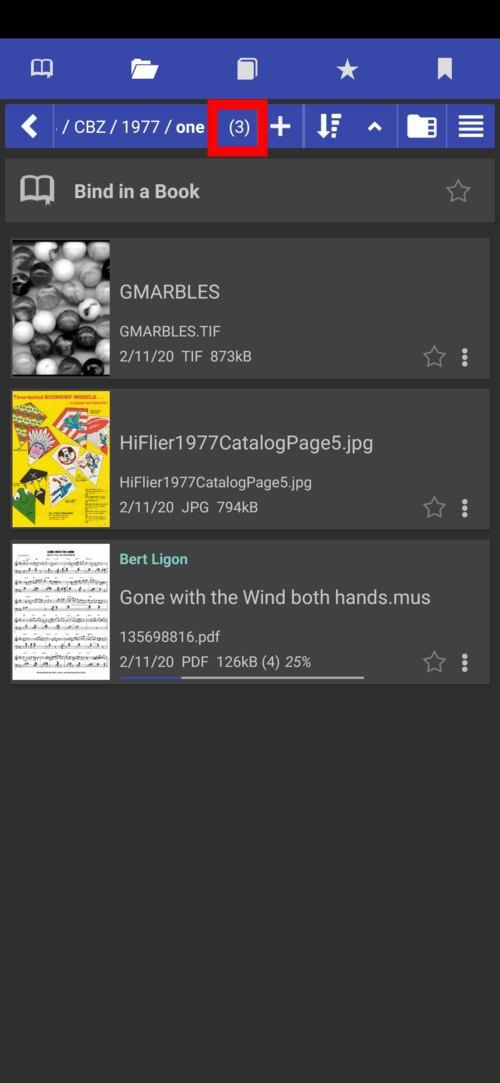 / CBZ / 1977 / one (3)
Bind in a Book
GMARBLES
GMARBLES.TIF
2/11/20 TIF 873kB
Time-tested ECONOMY MODELS...
HiFlier1977CatalogPage5.jpg
HiFlier1977CatalogPage5.jpg
2/11/20 JPG 794kB
GONE WITH THE WIND
Bert Ligon
Gone with the Wind both hands.mus
135698816.pdf
2/11/20 PDF 126kB (4) 25%